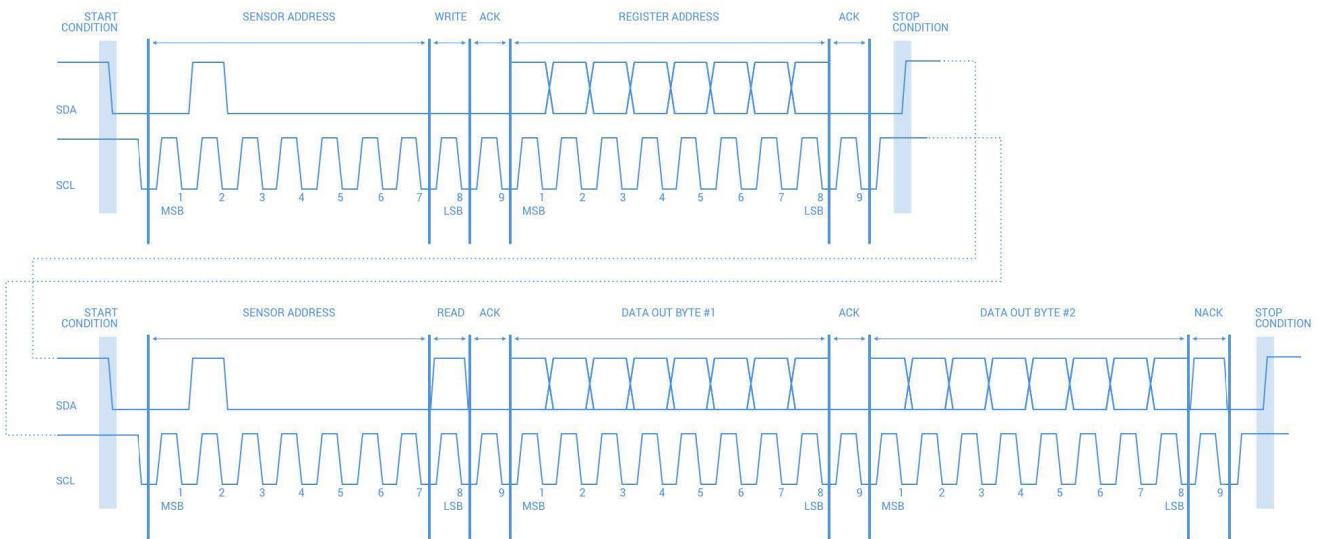 START CONDITION SENSOR ADDRESS WRITE ACK REGISTER ADDRESS ACK STOP CONDITION
SDA
SCL
1 2 3 4 5 6 7 8 9 1 2 3 4 5 6 7 8 9
MSB LSB MSB LSB
START CONDITION SENSOR ADDRESS READ ACK DATA OUT BYTE #1 ACK DATA OUT BYTE #2 NACK STOP CONDITION
SDA
SCL
1 2 3 4 5 6 7 8 9 1 2 3 4 5 6 7 8 9 1 2 3 4 5 6 7 8 9
MSB LSB MSB LSB MSB LSB